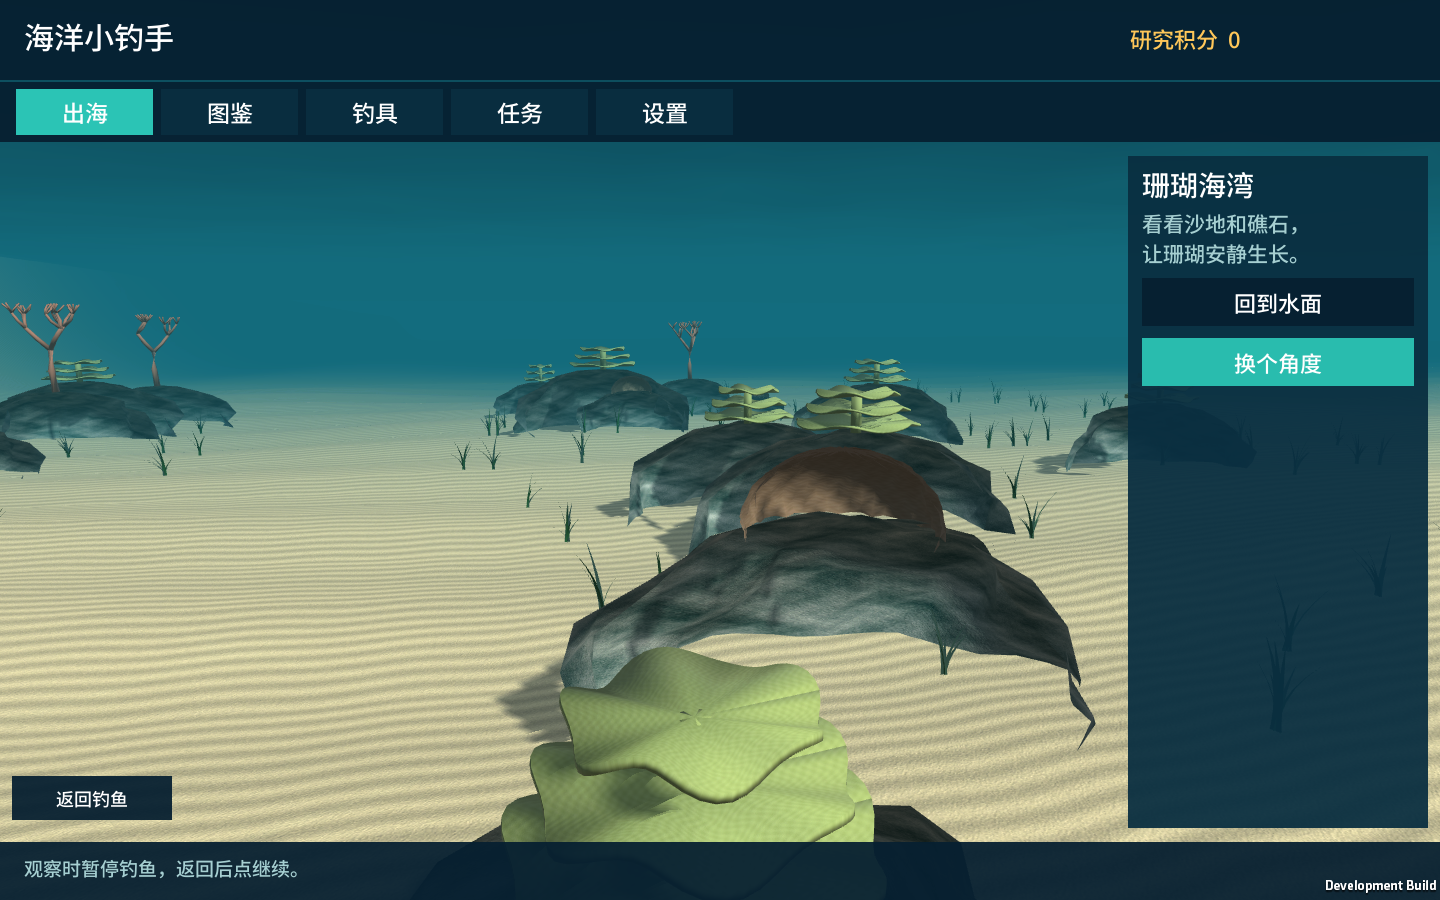 海洋小钓手
研究积分 0
出海
图鉴
钓具
任务
设置
珊瑚海湾
看看沙地和礁石，
让珊瑚安静生长。
回到水面
换个角度
返回钓鱼
观察时暂停钓鱼，返回后点继续。
Development Build